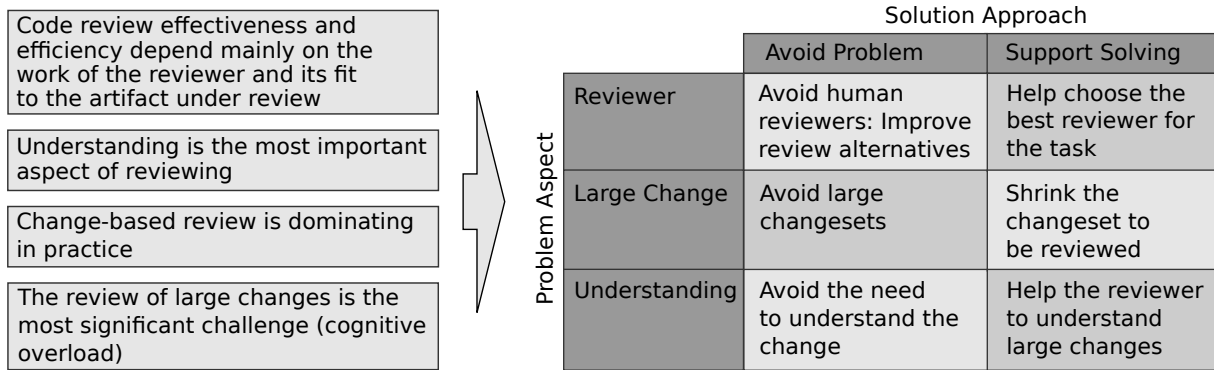 Code review effectiveness and
efficiency depend mainly on the
work of the reviewer and its fit
to the artifact under review
Understanding is the most important
aspect of reviewing
Change-based review is dominating
in practice
The review of large changes is the
most significant challenge (cognitive
overload)
Solution Approach
Avoid Problem
Support Solving
Problem Aspect
Reviewer
Avoid human
reviewers: Improve
review alternatives
Help choose the
best reviewer for
the task
Large Change
Avoid large
changesets
Shrink the
changeset to
be reviewed
Understanding
Avoid the need
to understand the
change
Help the reviewer
to understand
large changes